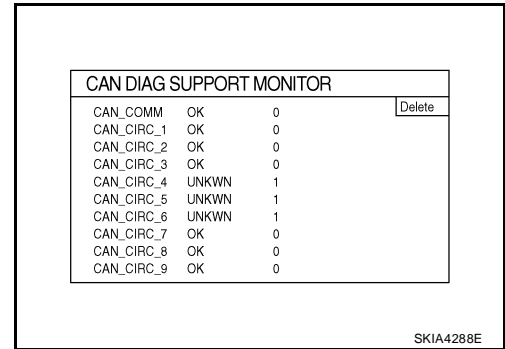 CAN DIAG SUPPORT MONITOR
Delete
CAN_COMM OK 0
CAN_CIRC_1 OK 0
CAN_CIRC_2 OK 0
CAN_CIRC_3 OK 0
CAN_CIRC_4 UNKWN 1
CAN_CIRC_5 UNKWN 1
CAN_CIRC_6 UNKWN 1
CAN_CIRC_7 OK 0
CAN_CIRC_8 OK 0
CAN_CIRC_9 OK 0
SKIA4288E